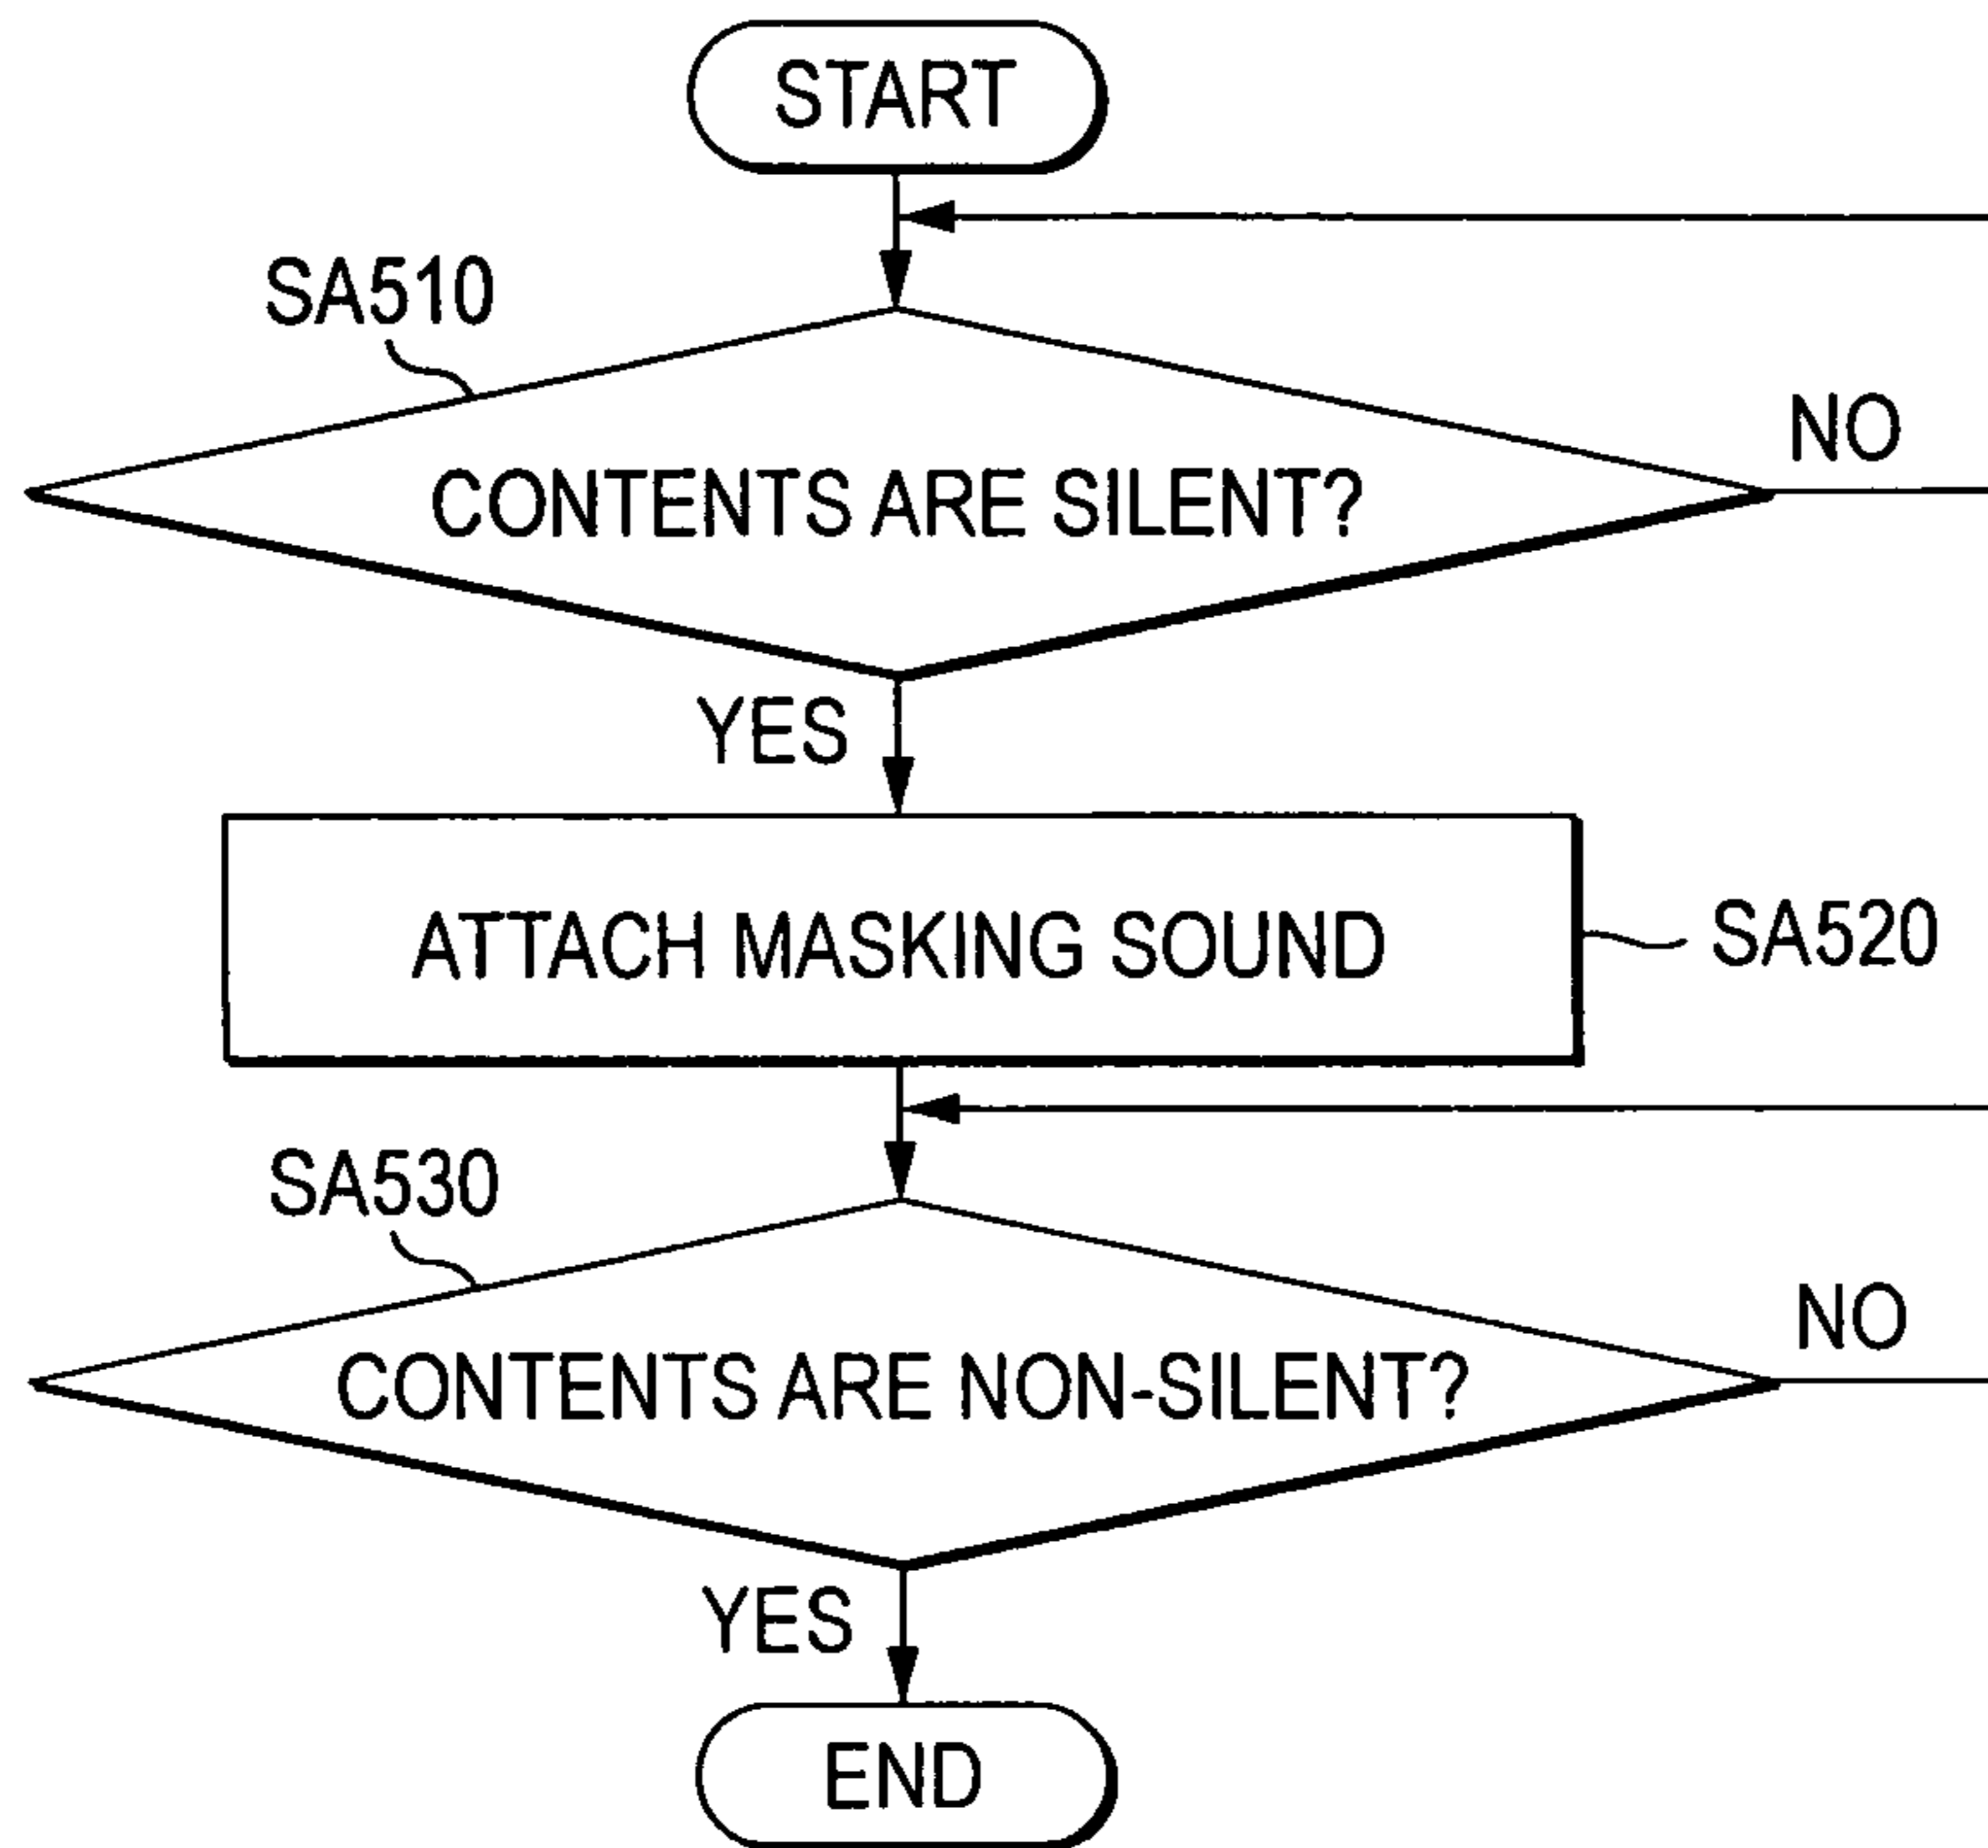 START
SA510
NO
CONTENTS ARE SILENT?
YES
ATTACH MASKING SOUND
SA520
SA530
NO
CONTENTS ARE NON-SILENT?
YES
END